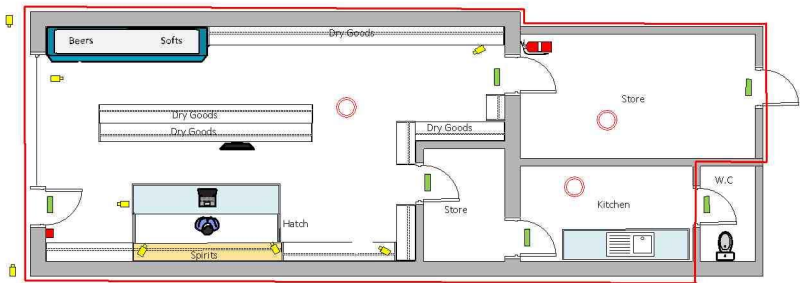 Beers
Softs
Dry Goods
Store
Dry Goods
Dry Goods
Dry Goods
W.C
Kitchen
Store
Hatch
Spirits